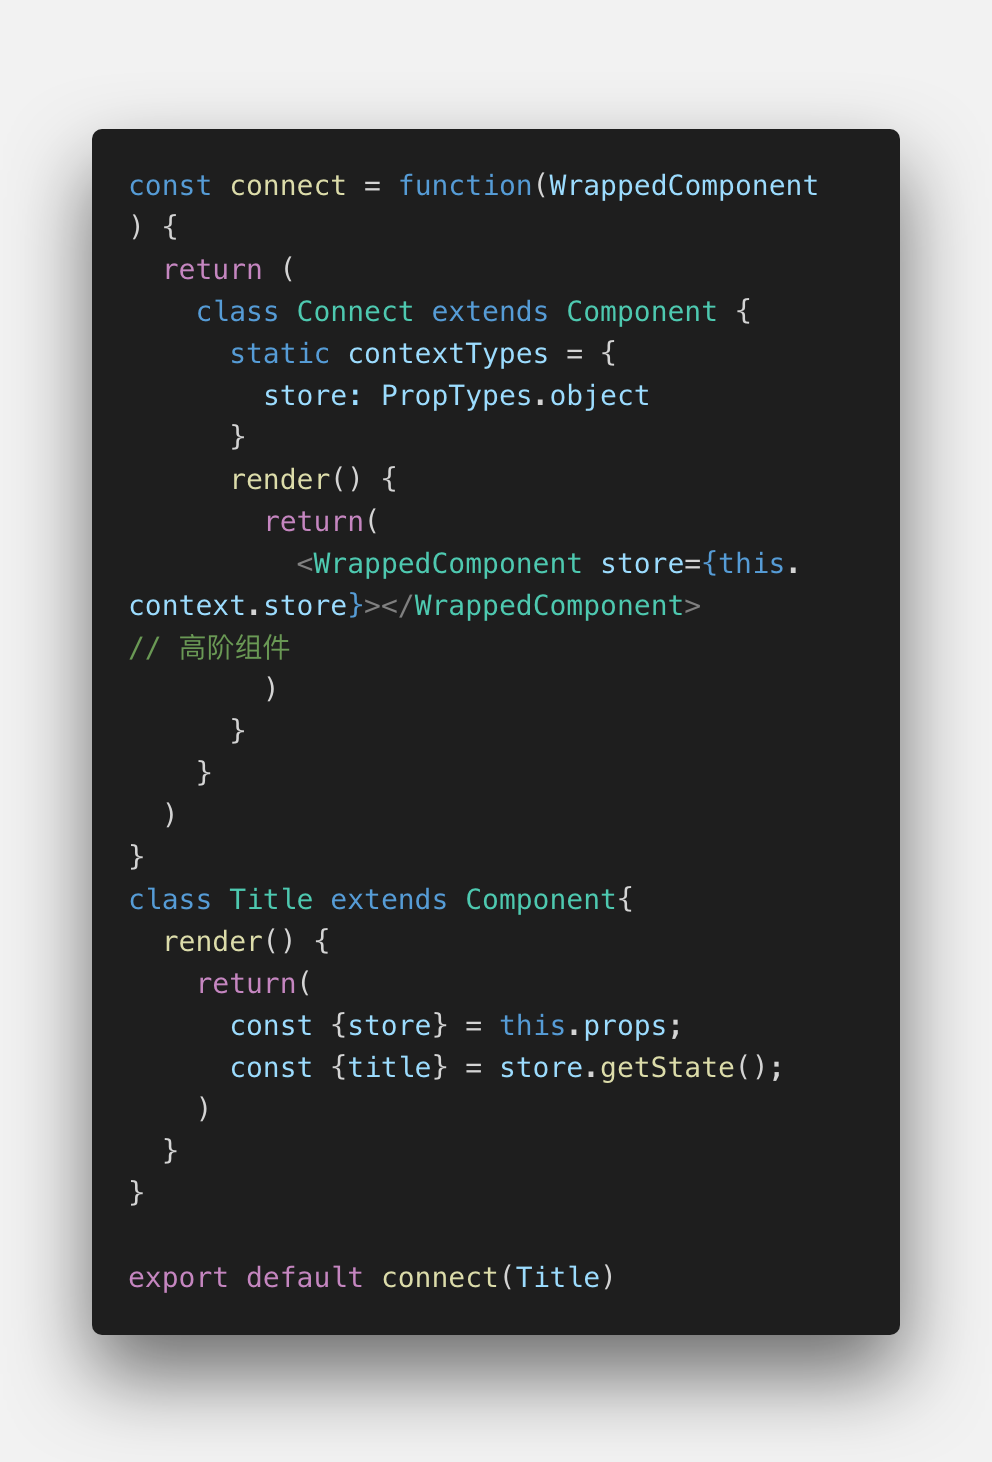 const connect = function(WrappedComponent
) {
  return (
    class Connect extends Component {
      static contextTypes = {
        store: PropTypes.object
      }
      render() {
        return(
          <WrappedComponent store={this.
context.store}></WrappedComponent>
// 高阶组件
        )
      }
    }
  )
}
class Title extends Component{
  render() {
    return(
      const {store} = this.props;
      const {title} = store.getState();
    )
  }
}

export default connect(Title)